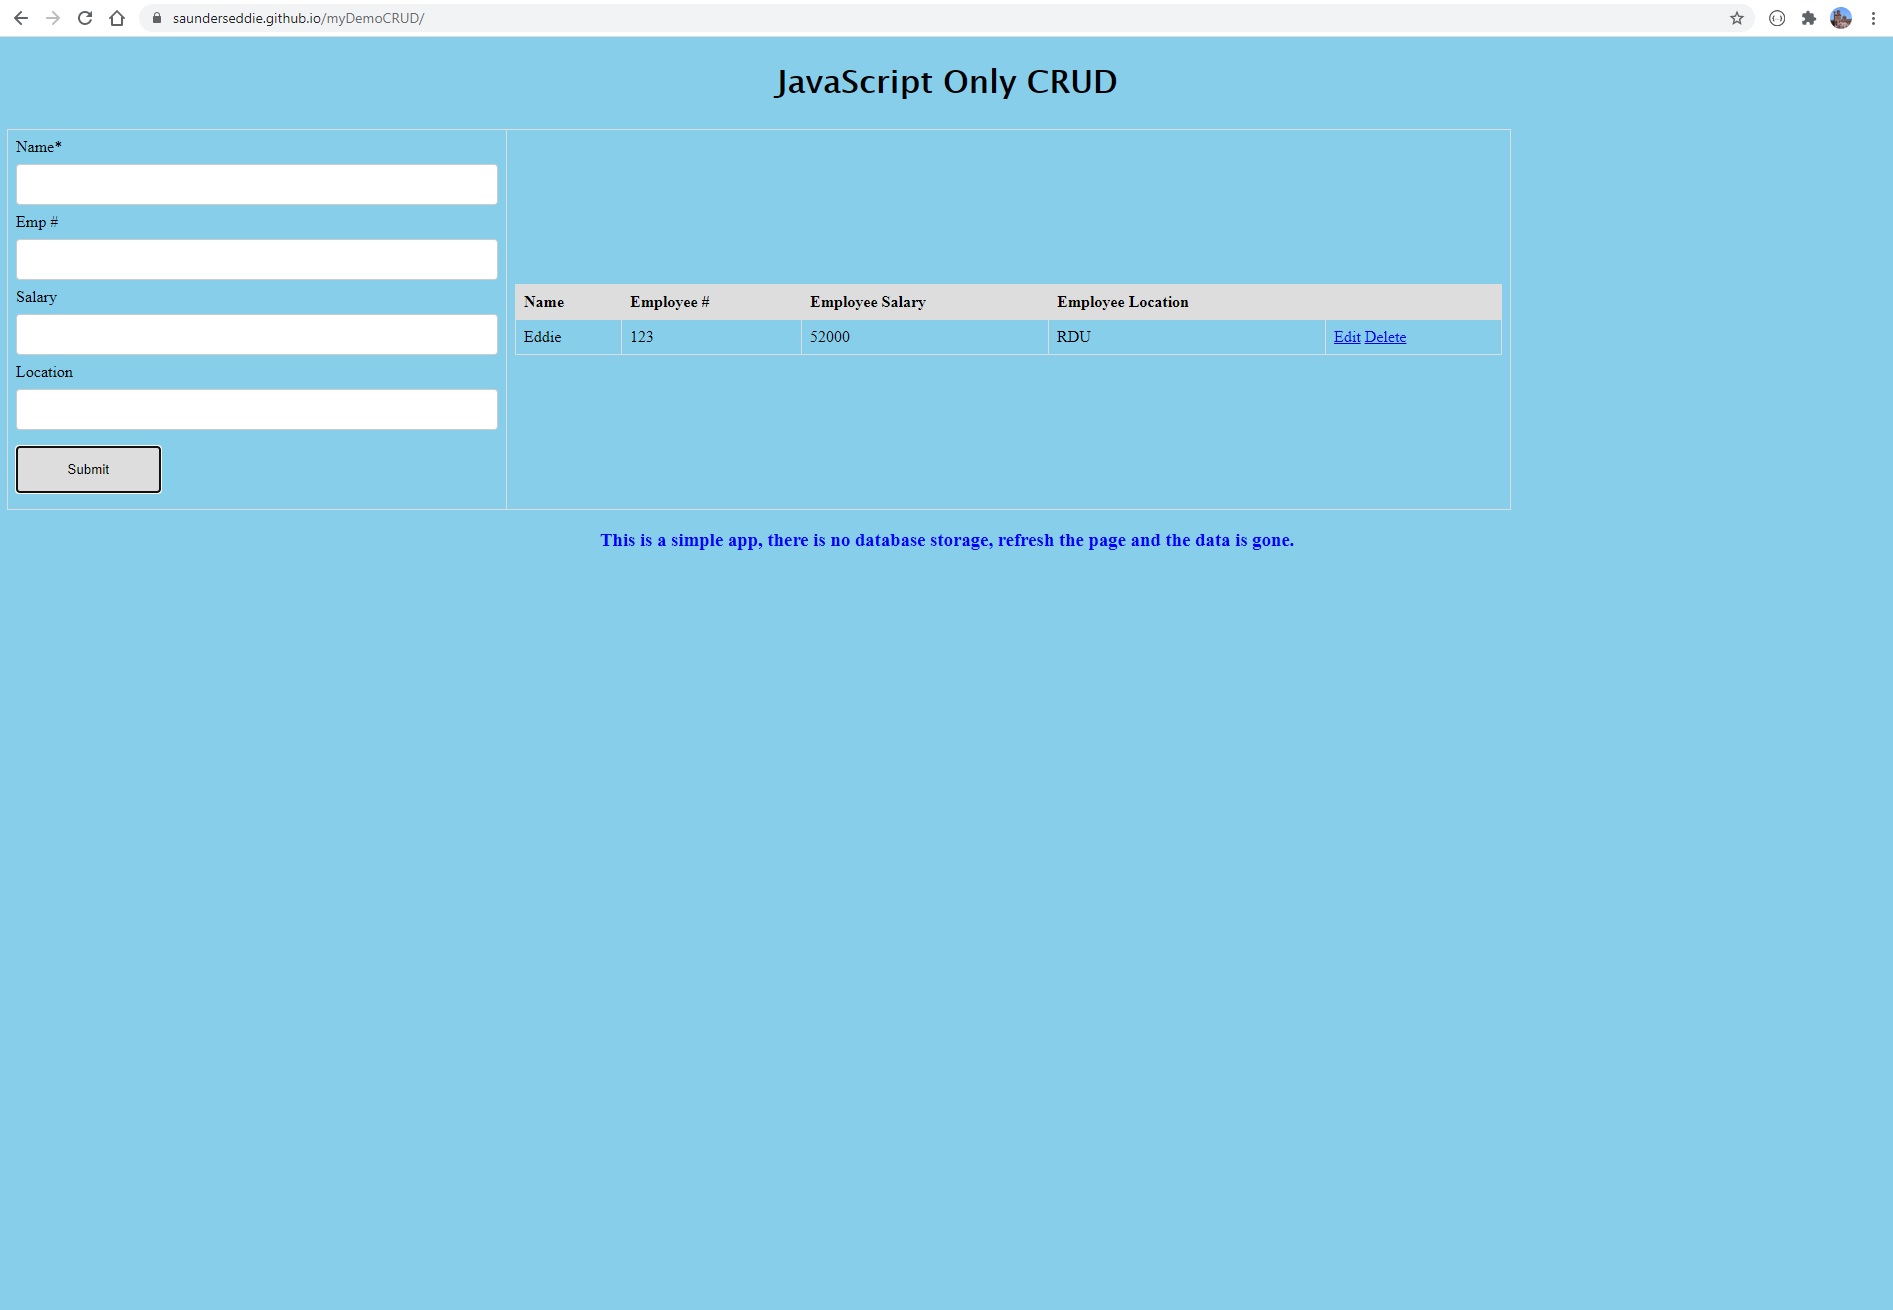 saunderseddie.github.io/myDemoCRUD/
JavaScript Only CRUD
Name*
Emp #
Salary
Location
Submit
Name Employee # Employee Salary Employee Location
Eddie 123 52000 RDU Edit Delete
This is a simple app, there is no database storage, refresh the page and the data is gone.